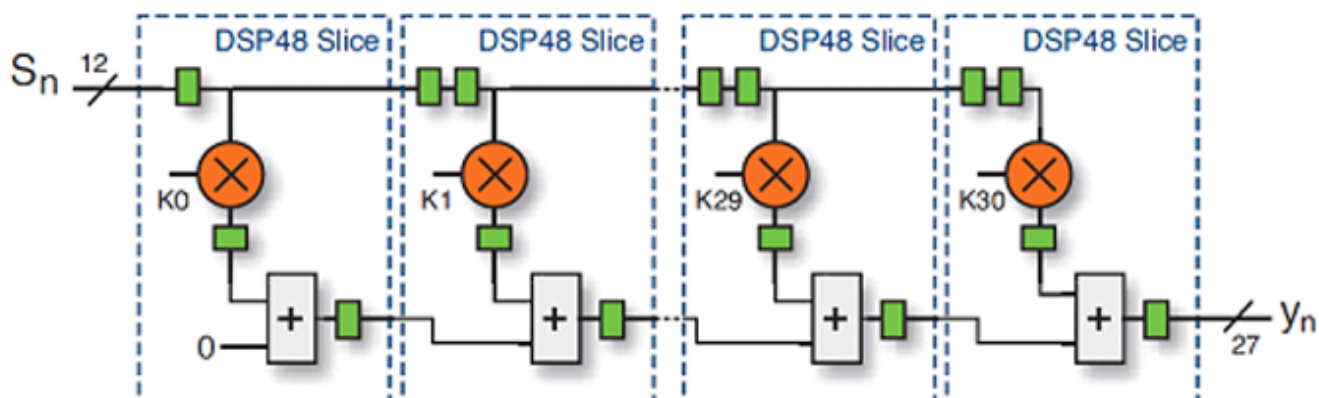 DSP48 Slice
DSP48 Slice
DSP48 Slice
DSP48 Slice
Sn
12
K0
K1
K29
K30
+
+
+
+
0
yn
27